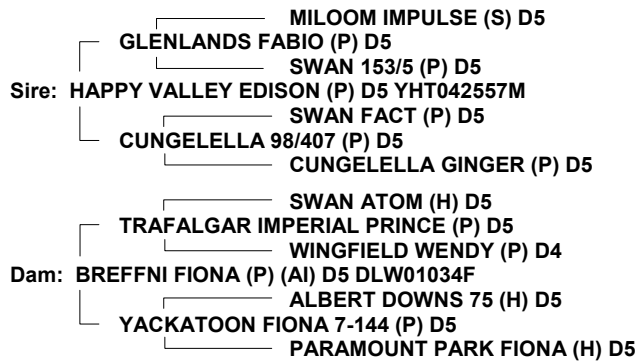 MILOOM IMPULSE (S) D5
GLENLANDS FABIO (P) D5
SWAN 153/5 (P) D5
Sire: HAPPY VALLEY EDISON (P) D5 YHT042557M
SWAN FACT (P) D5
CUNGELELLA 98/407 (P) D5
CUNGELELLA GINGER (P) D5
SWAN ATOM (H) D5
TRAFALGAR IMPERIAL PRINCE (P) D5
WINGFIELD WENDY (P) D4
Dam: BREFFNI FIONA (P) (AI) D5 DLW01034F
ALBERT DOWNS 75 (H) D5
YACKATOON FIONA 7-144 (P) D5
PARAMOUNT PARK FIONA (H) D5